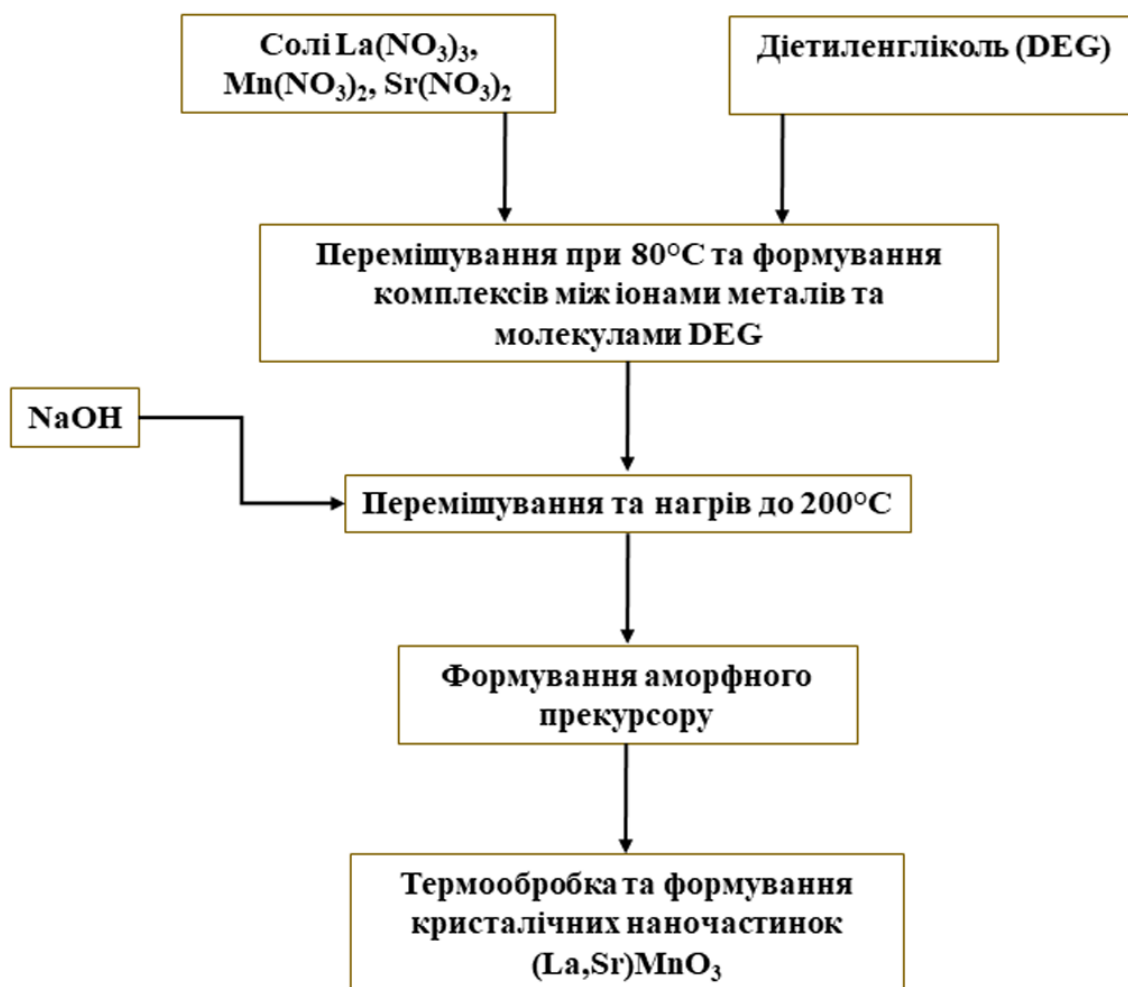 Солі La(NO₃)₃,
Mn(NO₃)₂, Sr(NO₃)₂
Діетиленгліколь (DEG)
Перемішування при 80°C та формування
комплексів між іонами металів та
молекулами DEG
NaOH
Перемішування та нагрів до 200°C
Формування аморфного
прекурсору
Термообробка та формування
кристалічних наночастинок
(La,Sr)MnO₃